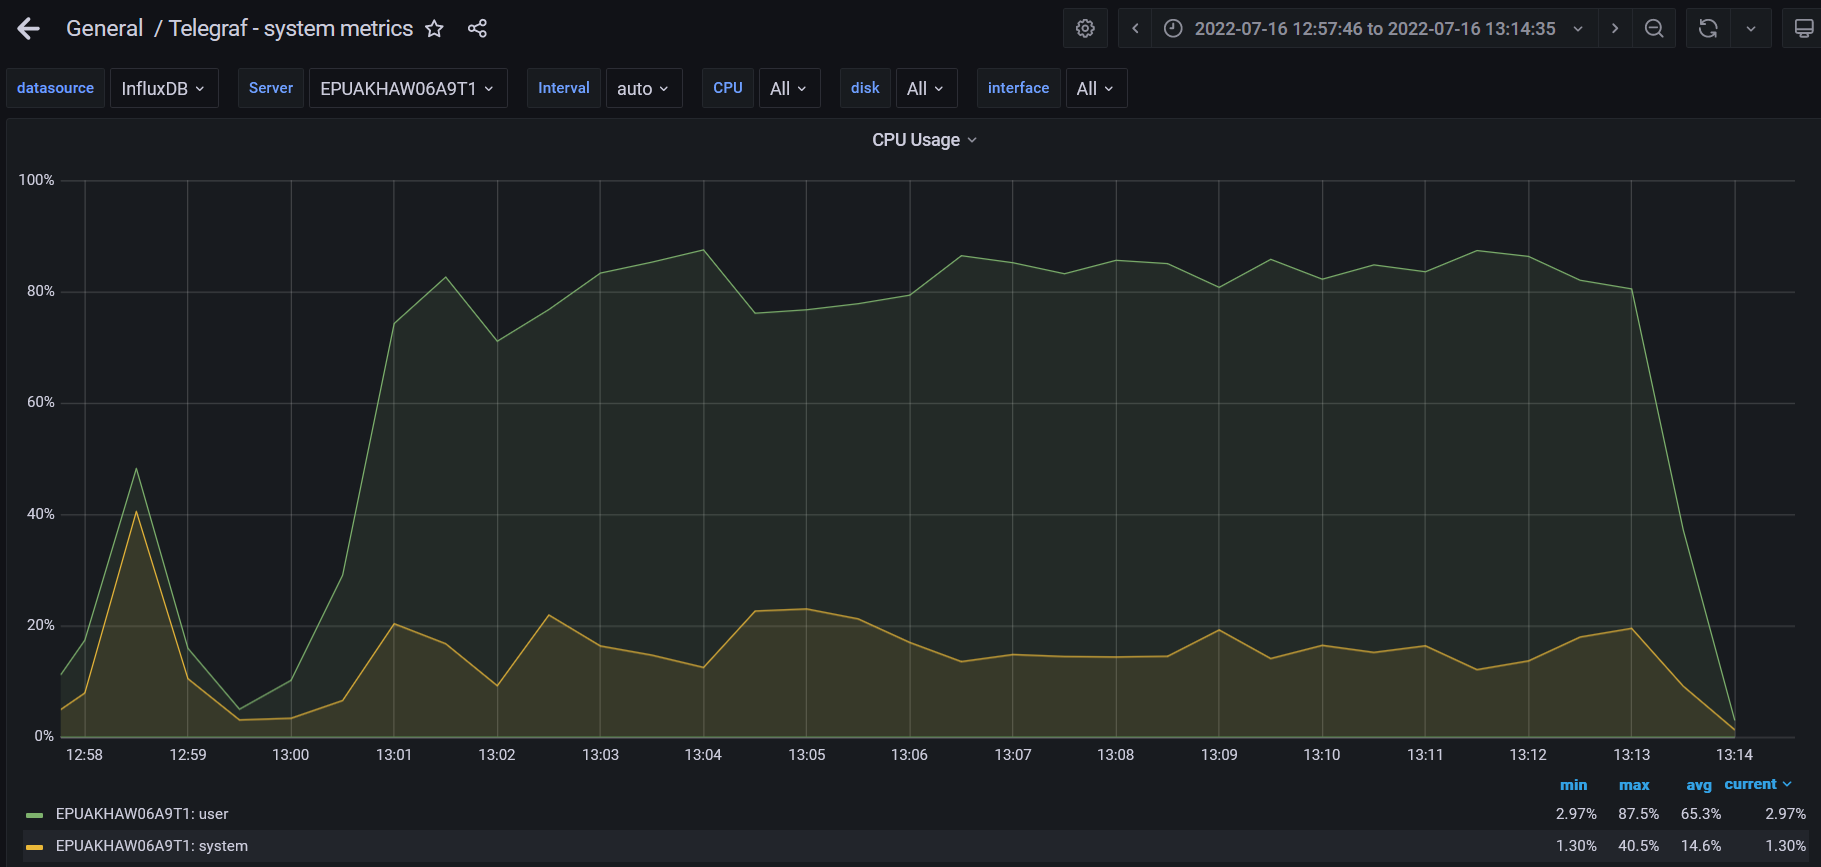 General / Telegraf - system metrics 2022-07-16 12:57:46 to 2022-07-16 13:14:35
datasource InfluxDB Server EPUAKHAW06A9T1 Interval auto CPU All disk All interface All
CPU Usage
100%
80%
60%
40%
20%
0%
12:58 12:59 13:00 13:01 13:02 13:03 13:04 13:05 13:06 13:07 13:08 13:09 13:10 13:11 13:12 13:13 13:14
min max avg current
EPUAKHAW06A9T1: user 2.97% 87.5% 65.3% 2.97%
EPUAKHAW06A9T1: system 1.30% 40.5% 14.6% 1.30%